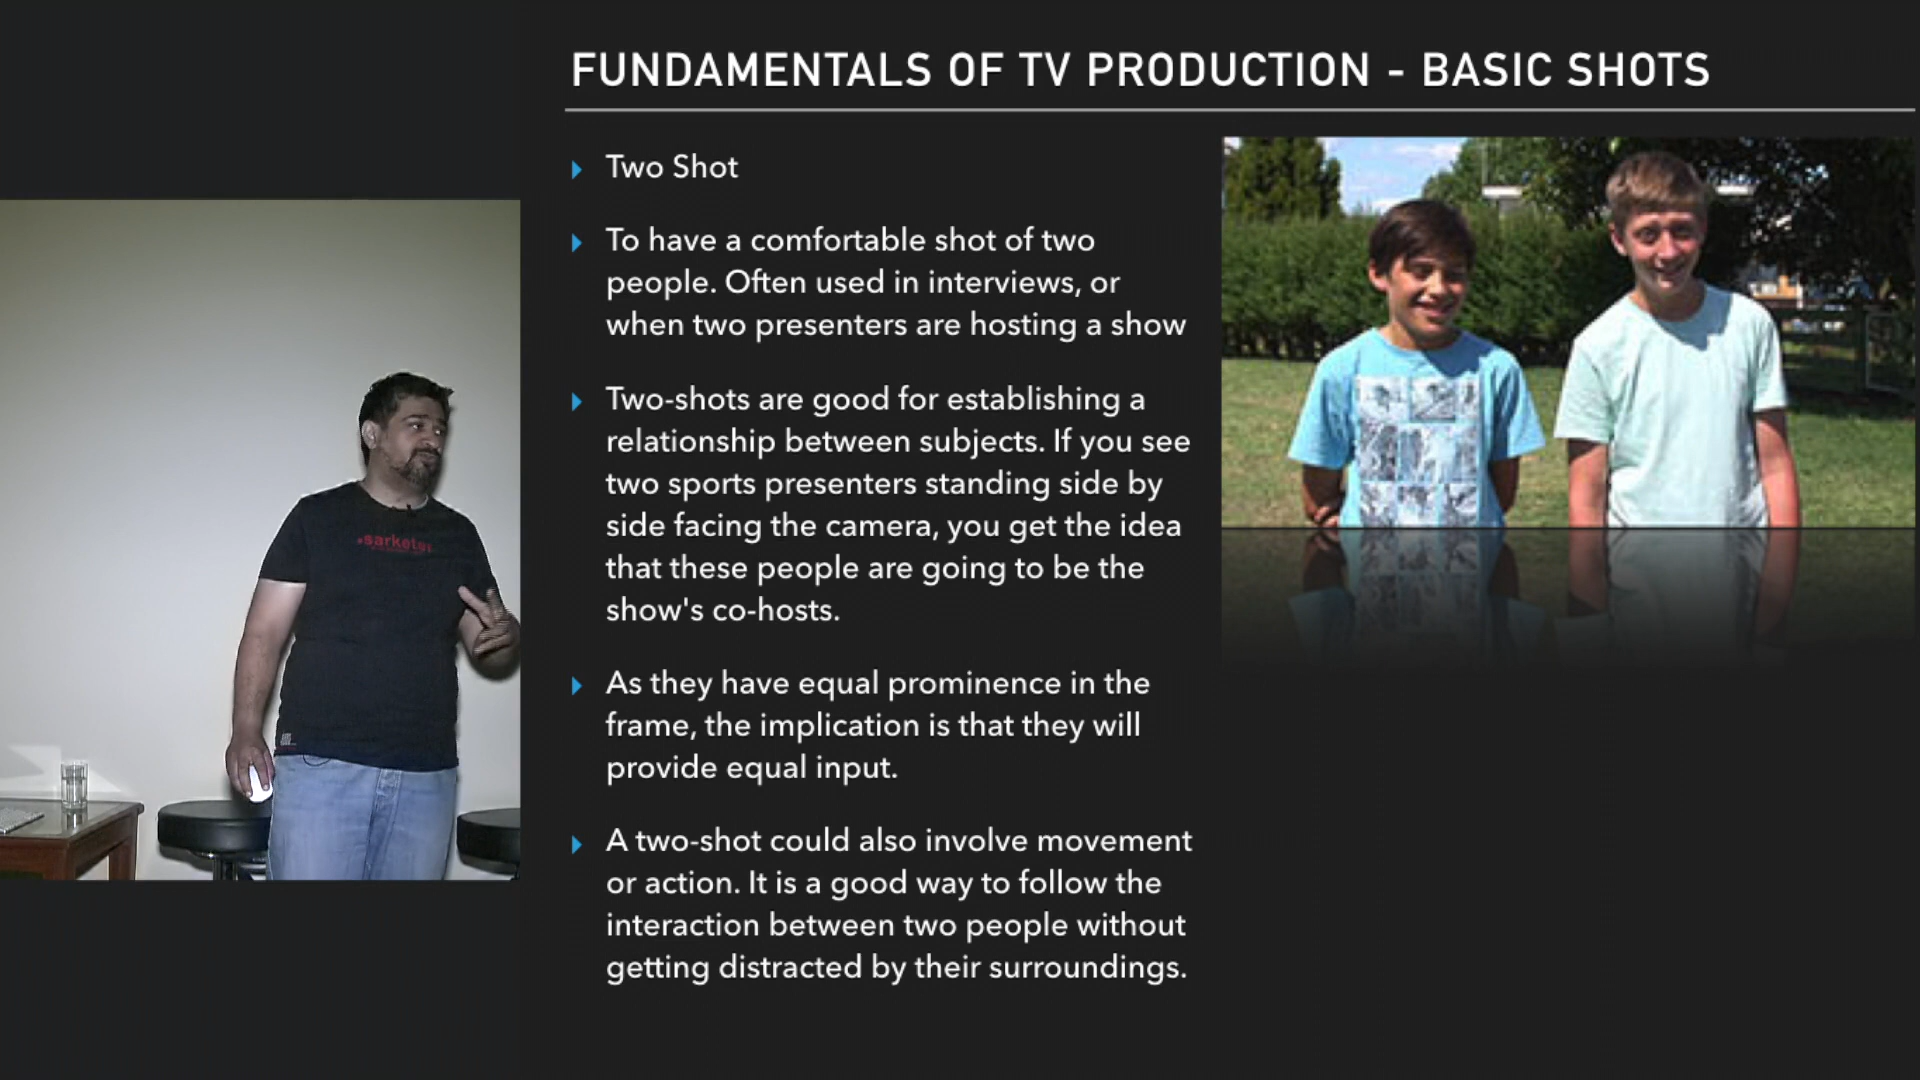 FUNDAMENTALS OF TV PRODUCTION - BASIC SHOTS
Two Shot
To have a comfortable shot of two
people. Often used in interviews, or
when two presenters are hosting a show
Two-shots are good for establishing a
relationship between subjects. If you see
two sports presenters standing side by
side facing the camera, you get the idea
that these people are going to be the
show's co-hosts.
As they have equal prominence in the
frame, the implication is that they will
provide equal input.
A two-shot could also involve movement
or action. It is a good way to follow the
interaction between two people without
getting distracted by their surroundings.